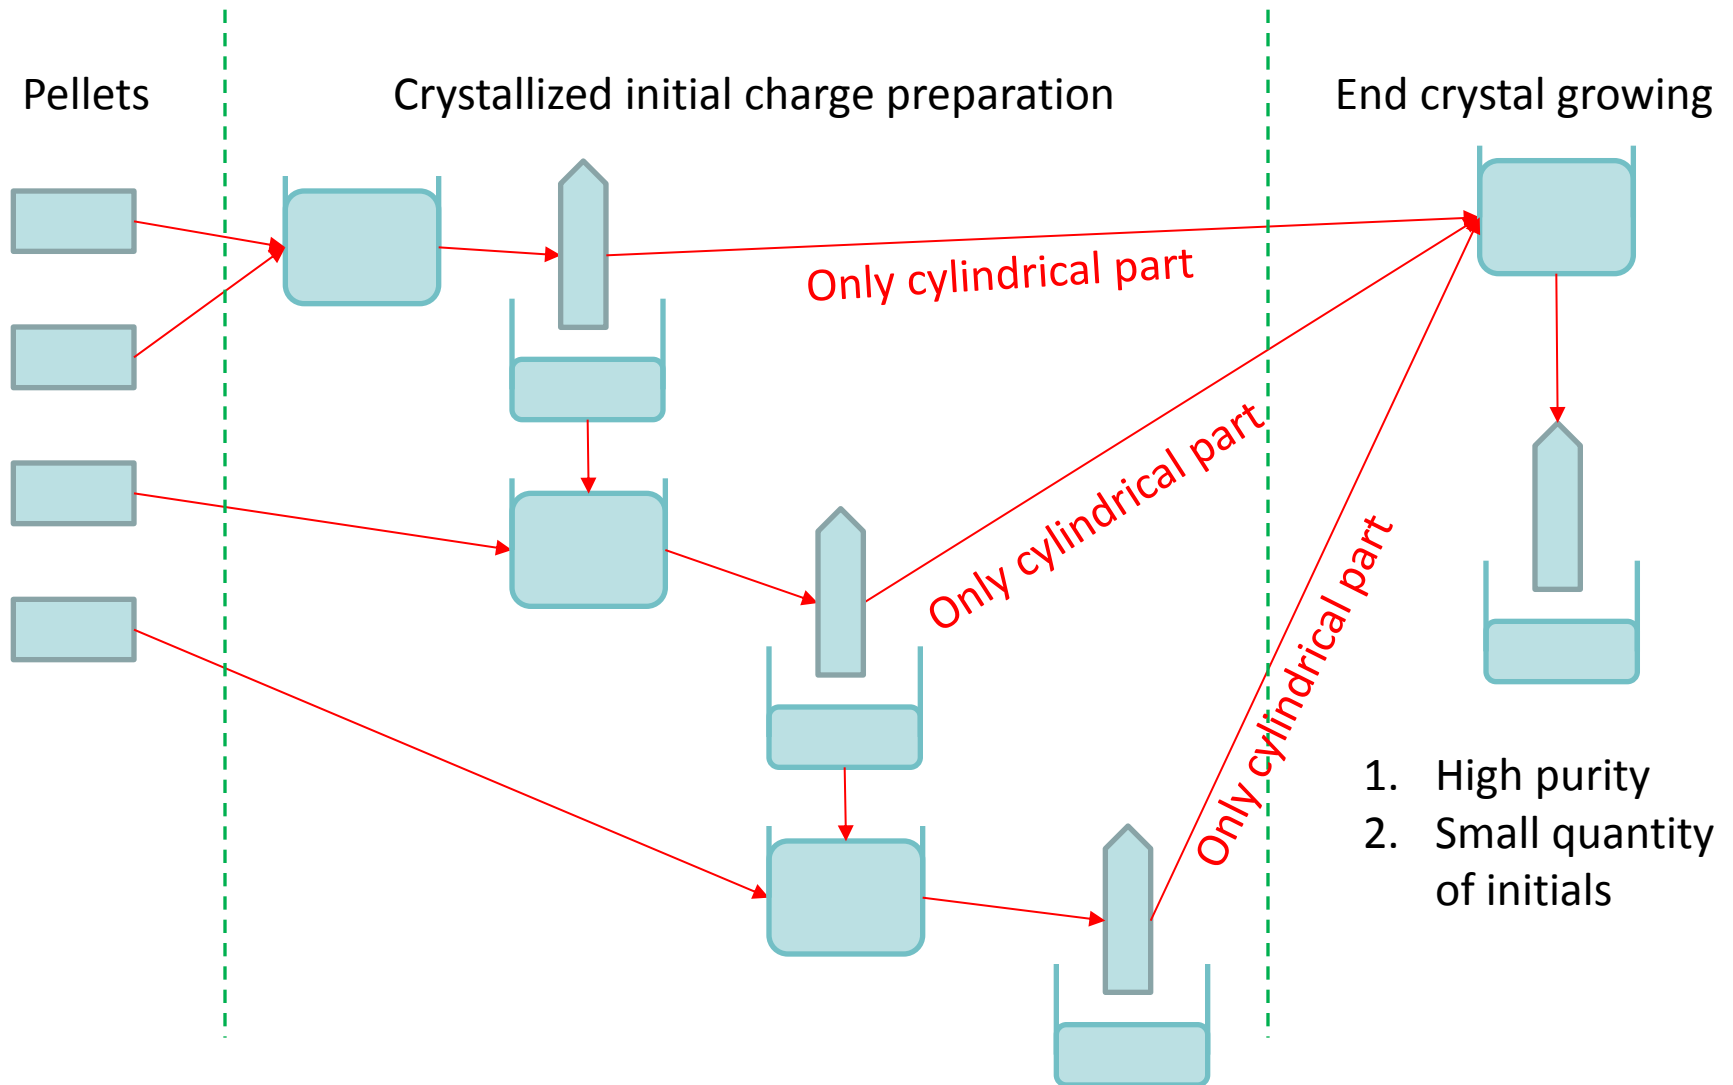 Pellets
Crystallized initial charge preparation
End crystal growing
Only cylindrical part
Only cylindrical part
Only cylindrical part
1. High purity
2. Small quantity
of initials